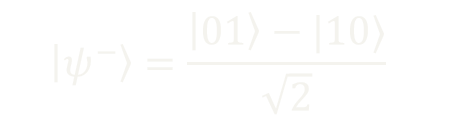 |ψ⁻⟩ = (|01⟩ − |10⟩)/√2